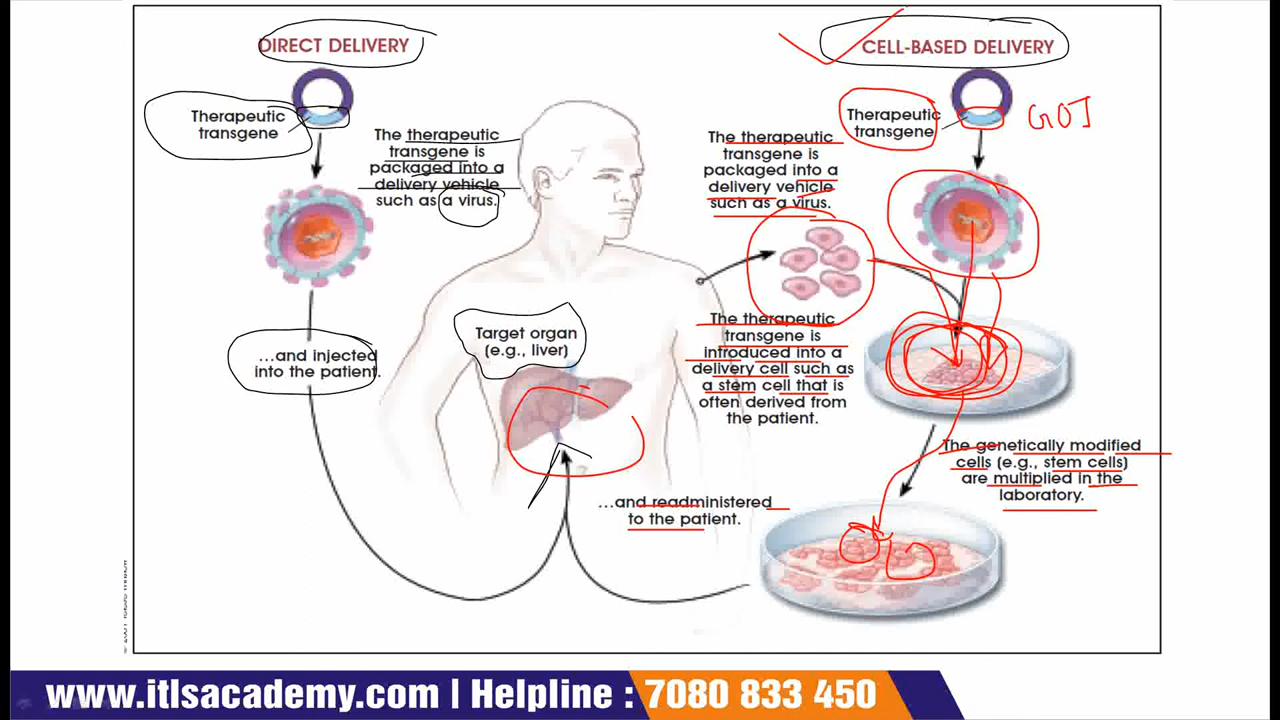 DIRECT DELIVERY
Therapeutic
transgene
The therapeutic
transgene is
packaged into a
delivery vehicle
such as a virus.
...and injected
into the patient.
Target organ
(e.g., liver)
CELL-BASED DELIVERY
Therapeutic
transgene
GOI
The therapeutic
transgene is
packaged into a
delivery vehicle
such as a virus.
The therapeutic
transgene is
introduced into a
delivery cell such as
a stem cell that is
often derived from
the patient.
The genetically modified
cells (e.g., stem cells)
are multiplied in the
laboratory.
...and readministered
to the patient.
www.itlsacademy.com | Helpline : 7080 833 450